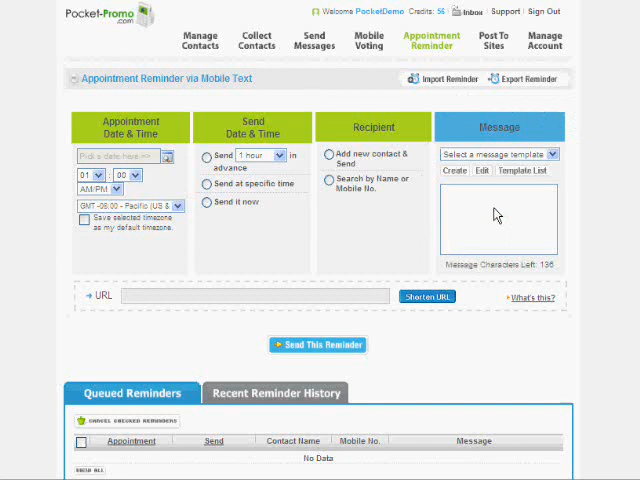 Pocket-Promo
.com
Welcome PocketDemo Credits: 56 Inbox Support Sign Out
Manage Contacts
Collect Contacts
Send Messages
Mobile Voting
Appointment Reminder
Post To Sites
Manage Account
Appointment Reminder via Mobile Text
Import Reminder Export Reminder
Appointment
Date & Time
Pick a date here >>
01 : 00
AM/PM
GMT -08:00 - Pacific (US &
Save selected timezone
as my default timezone.
Send
Date & Time
Send 1 hour in
advance
Send at specific time
Send it now
Recipient
Add new contact &
Send
Search by Name or
Mobile No.
Message
Select a message template
Create Edit Template List
Message Characters Left: 136
URL Shorten URL What's this?
Send This Reminder
Queued Reminders Recent Reminder History
CANCEL CHECKED REMINDERS
Appointment Send Contact Name Mobile No. Message
No Data